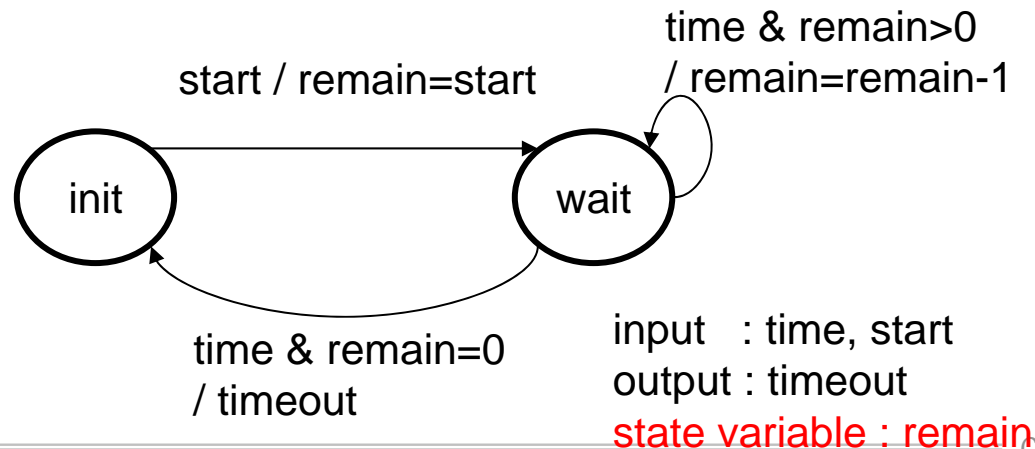 time & remain>0
/ remain=remain-1
start / remain=start
init
wait
time & remain=0
/ timeout
input : time, start
output : timeout
state variable : remain